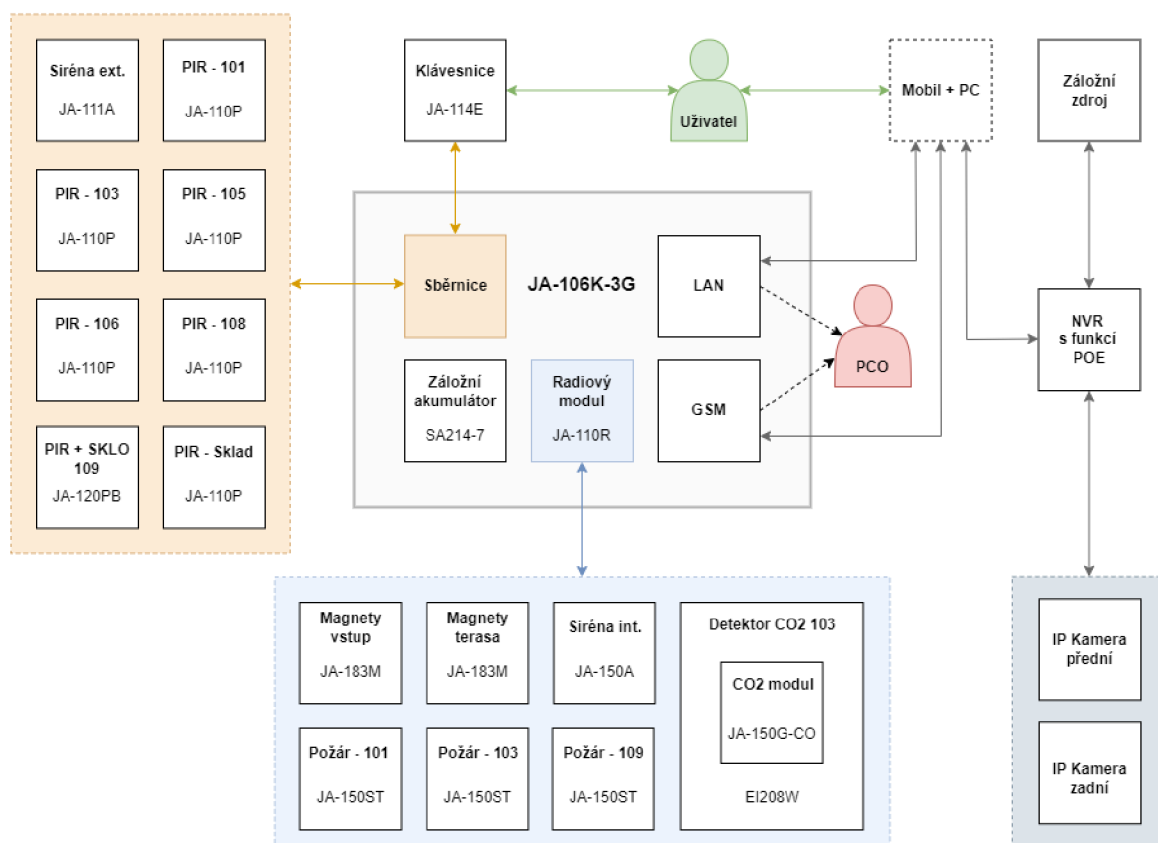 Siréna ext.
JA-111A
PIR - 101
JA-110P
PIR - 103
JA-110P
PIR - 105
JA-110P
PIR - 106
JA-110P
PIR - 108
JA-110P
PIR + SKLO
109
JA-120PB
PIR - Sklad
JA-110P
Klávesnice
JA-114E
Uživatel
Mobil + PC
Záložní
zdroj
Sběrnice
JA-106K-3G
LAN
Záložní
akumulátor
SA214-7
Radiový
modul
JA-110R
GSM
PCO
NVR
s funkcí
POE
Magnety
vstup
JA-183M
Magnety
terasa
JA-183M
Siréna int.
JA-150A
Detektor CO2 103
CO2 modul
JA-150G-CO
EI208W
Požár - 101
JA-150ST
Požár - 103
JA-150ST
Požár - 109
JA-150ST
IP Kamera
přední
IP Kamera
zadní